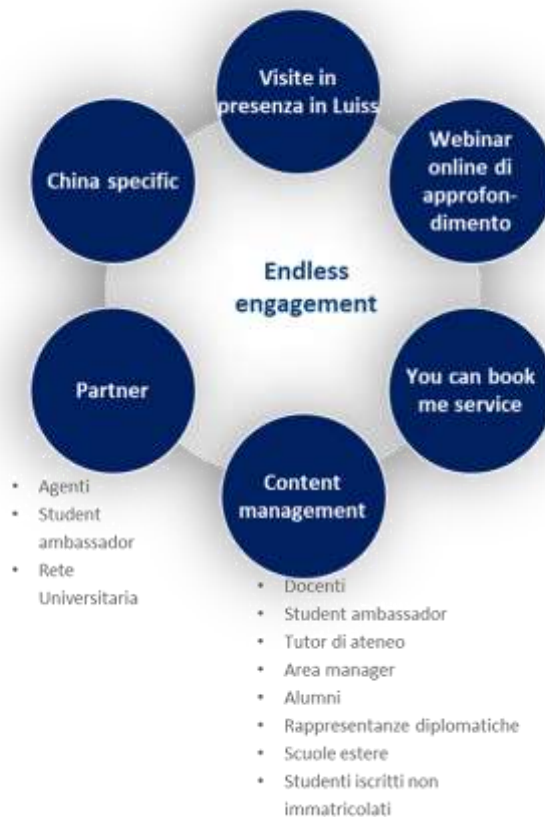 Visite in
presenza in Luiss
Webinar
online di
approfon-
dimento
China specific
Endless
engagement
You can book
me service
Partner
Content
management
• Agenti
• Student
ambassador
• Rete
Universitaria
• Docenti
• Student ambassador
• Tutor di ateneo
• Area manager
• Alumni
• Rappresentanze diplomatiche
• Scuole estere
• Studenti iscritti non
immatricolati